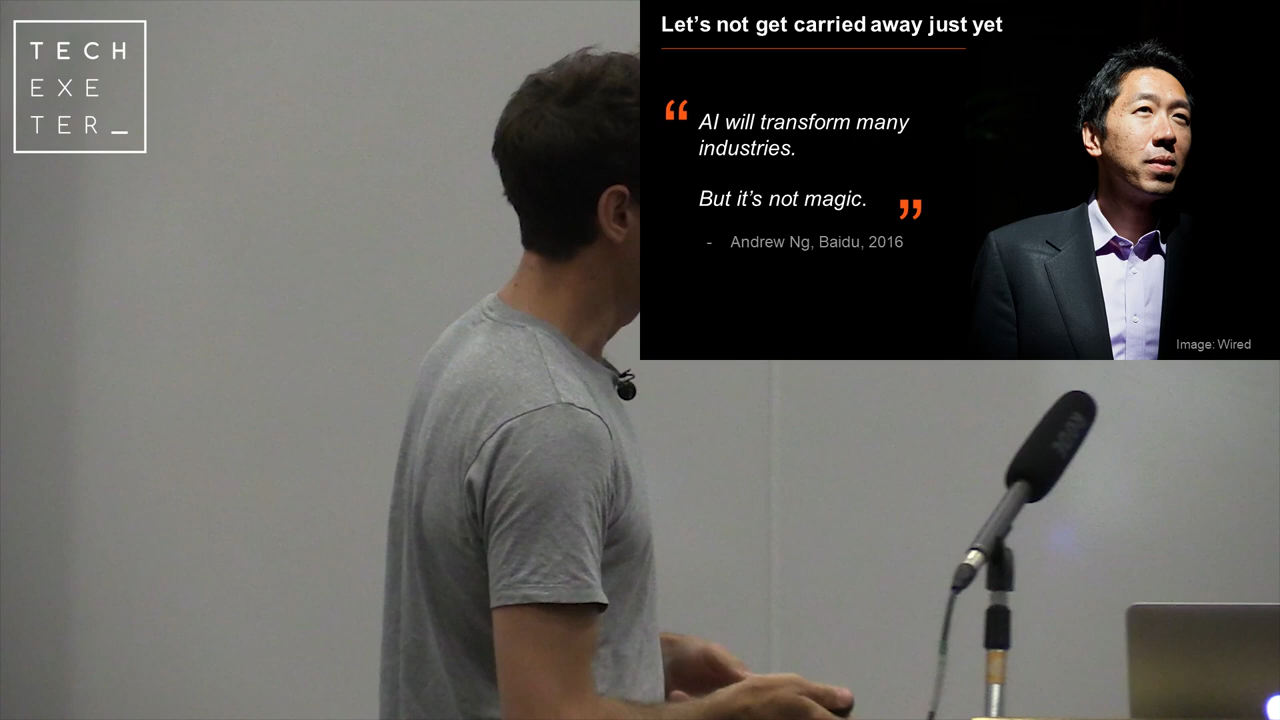 TECH
EXE
TER_
Let's not get carried away just yet
“ AI will transform many
industries.
But it's not magic. ”
- Andrew Ng, Baidu, 2016
Image: Wired